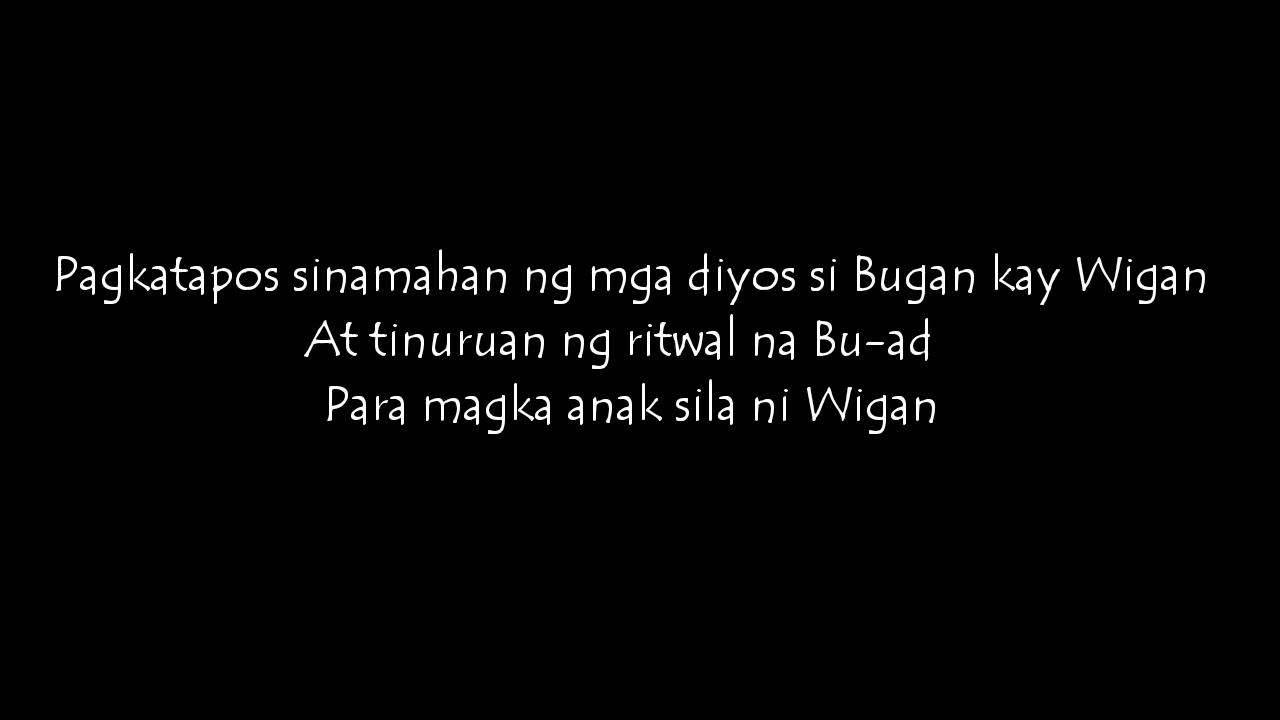 Pagkatapos sinamahan ng mga diyos si Bugan kay Wigan
At tinuruan ng ritwal na Bu-ad
Para magka anak sila ni Wigan